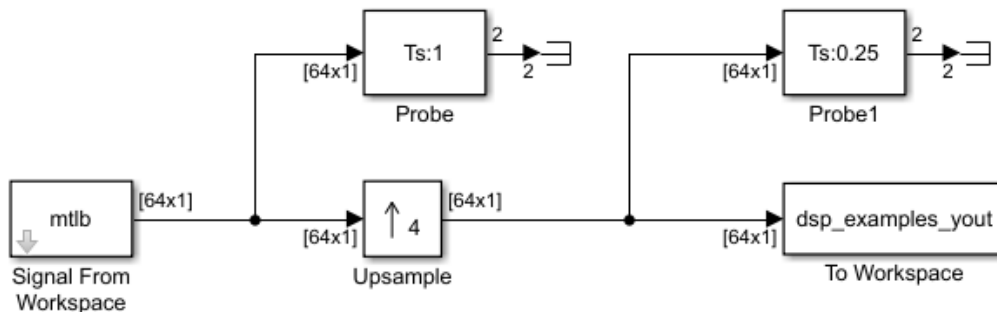 Ts:1
2
[64x1]
2
Probe
Ts:0.25
2
[64x1]
2
Probe1
mtlb
[64x1]
Signal From
Workspace
[64x1]
↑ 4
[64x1]
Upsample
[64x1]
dsp_examples_yout
To Workspace